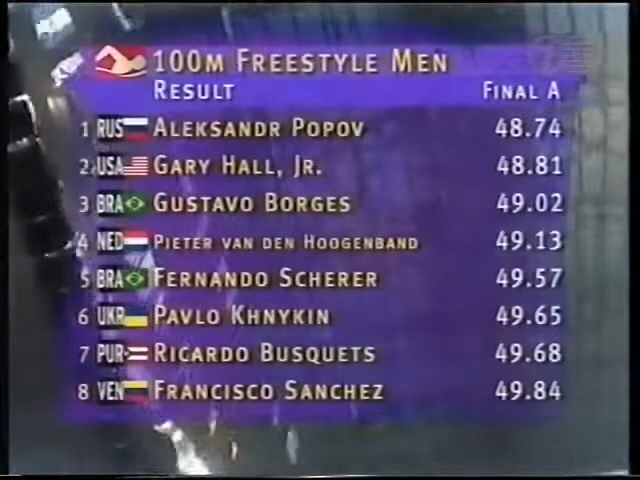 100M FREESTYLE MEN
RESULT FINAL A
1 RUS ALEKSANDR POPOV 48.74
2 USA GARY HALL, JR. 48.81
3 BRA GUSTAVO BORGES 49.02
4 NED PIETER VAN DEN HOOGENBAND 49.13
5 BRA FERNANDO SCHERER 49.57
6 UKR PAVLO KHNYKIN 49.65
7 PUR RICARDO BUSQUETS 49.68
8 VEN FRANCISCO SANCHEZ 49.84